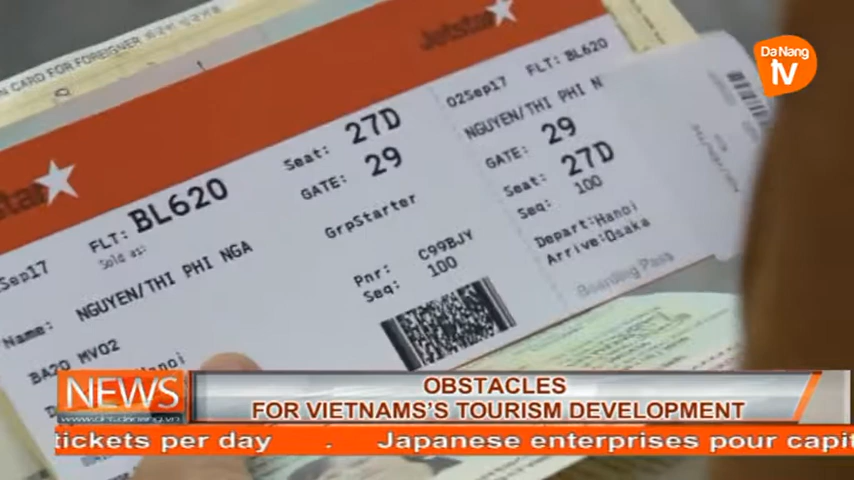 Da Nang
tv
N CARD FOR FOREIGNER
Jetstar
star
FLT: BL620
Sold as:
Seat: 27D
GATE: 29
GrpStarter
Sep17
Name: NGUYEN/THI PHI NGA
Pnr: C99BJY
Seq: 100
BA20 MV02
Hanoi
02Sep17 FLT: BL620
NGUYEN/THI PHI N
GATE: 29
Seat: 27D
Seq: 100
Depart:Hanoi
Arrive:Osaka
Boarding Pass
NEWS
OBSTACLES
FOR VIETNAMS'S TOURISM DEVELOPMENT
tickets per day . Japanese enterprises pour capit